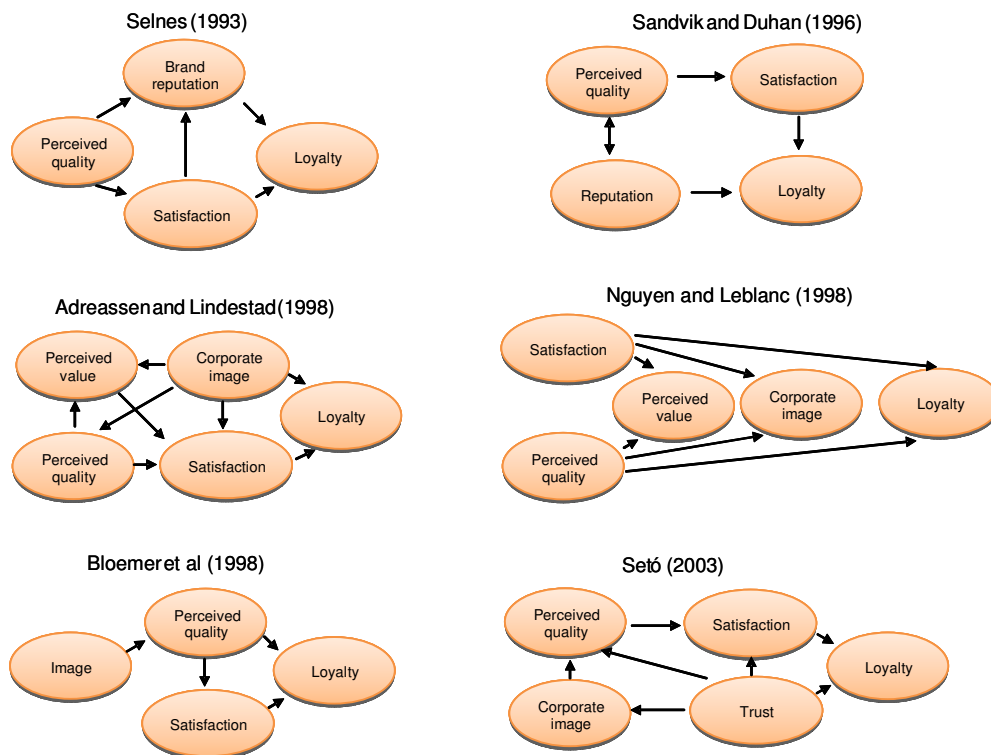 Selnes (1993)
Brand
reputation
Perceived
quality
Loyalty
Satisfaction
Sandvik and Duhan (1996)
Perceived
quality
Satisfaction
Reputation
Loyalty
Adreassen and Lindestad (1998)
Perceived
value
Corporate
image
Loyalty
Perceived
quality
Satisfaction
Nguyen and Leblanc (1998)
Satisfaction
Perceived
value
Corporate
image
Loyalty
Perceived
quality
Bloemer et al (1998)
Perceived
quality
Image
Loyalty
Satisfaction
Setó (2003)
Perceived
quality
Satisfaction
Loyalty
Corporate
image
Trust